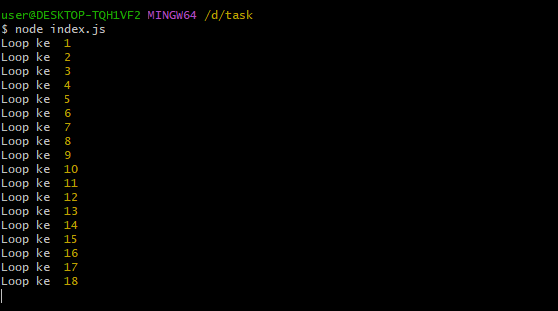 user@DESKTOP-TQH1VF2 MINGW64 /d/task
$ node index.js
Loop ke  1
Loop ke  2
Loop ke  3
Loop ke  4
Loop ke  5
Loop ke  6
Loop ke  7
Loop ke  8
Loop ke  9
Loop ke  10
Loop ke  11
Loop ke  12
Loop ke  13
Loop ke  14
Loop ke  15
Loop ke  16
Loop ke  17
Loop ke  18